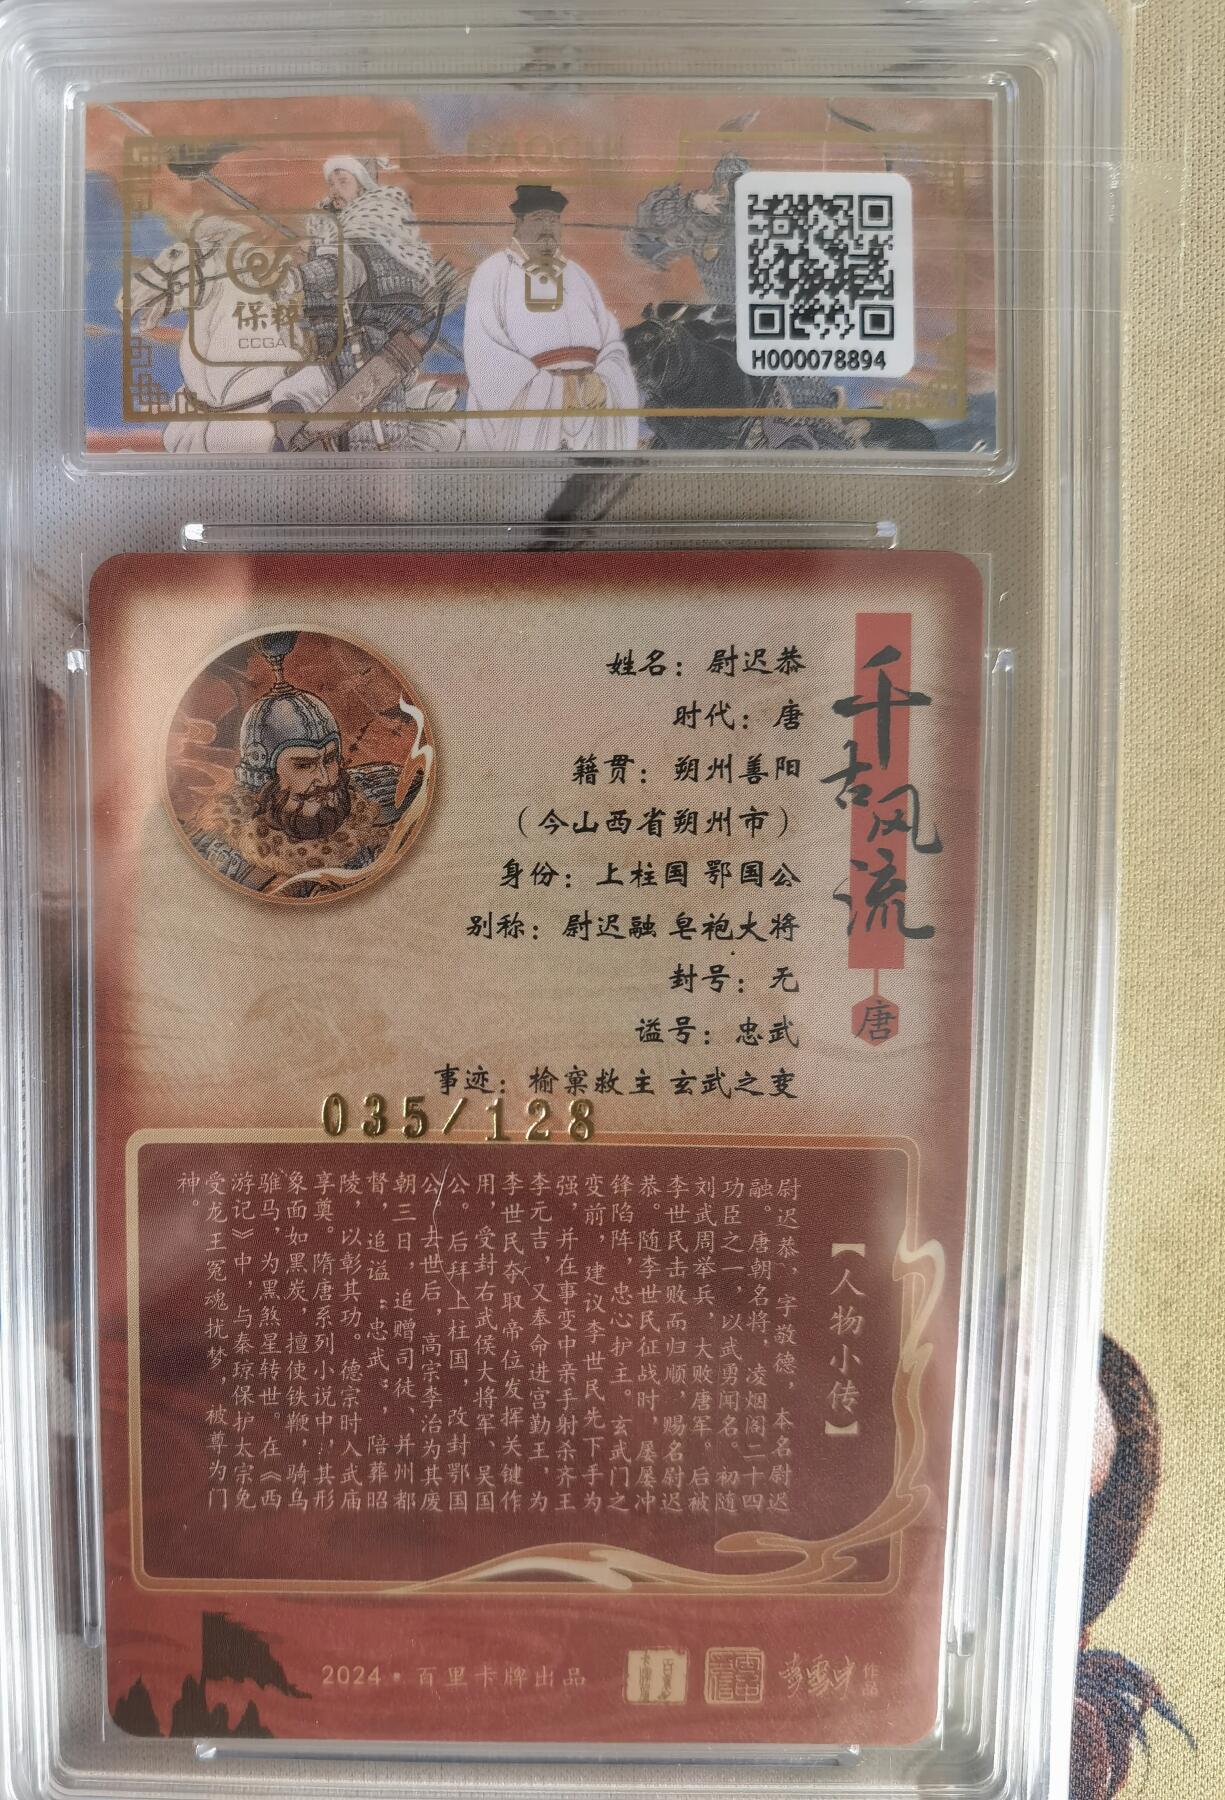 BAOCUI
保粹
CCGA
H000078894
千古风流
唐
姓名：尉迟恭
时代：唐
籍贯：朔州善阳
（今山西省朔州市）
身份：上柱国 鄂国公
别称：尉迟融 皂袍大将
封号：无
谥号：忠武
事迹：榆窠救主 玄武之变
035/128
【人物小传】
尉迟恭，字敬德，本名尉迟
融。唐朝名将，凌烟阁二十四
功臣之一，以武勇闻名。初随
刘武周举兵，大败唐军。后被
李世民击败而归顺，赐名尉迟
恭。随李世民征战时，屡屡冲
锋陷阵，忠心护主。玄武门之
变前，建议李世民先下手为
强，并在事变中亲手射杀齐王
李元吉，又奉命进宫勤王，为
李世民夺取帝位发挥关键作
用，受封右武侯大将军、吴国
公。后拜上柱国，改封鄂国
公。去世后，高宗李治为其废
朝三日，追赠司徒、并州都
督，追谥“忠武”，陪葬昭
陵，以彰其功。德宗时入武庙
享奠。隋唐系列小说中，其形
象面如黑炭，擅使铁鞭，骑乌
骓马，为黑煞星转世。在《西
游记》中，与秦琼保护太宗免
受龙王冤魂扰梦，被尊为门
神。
2024·百里卡牌出品
作品